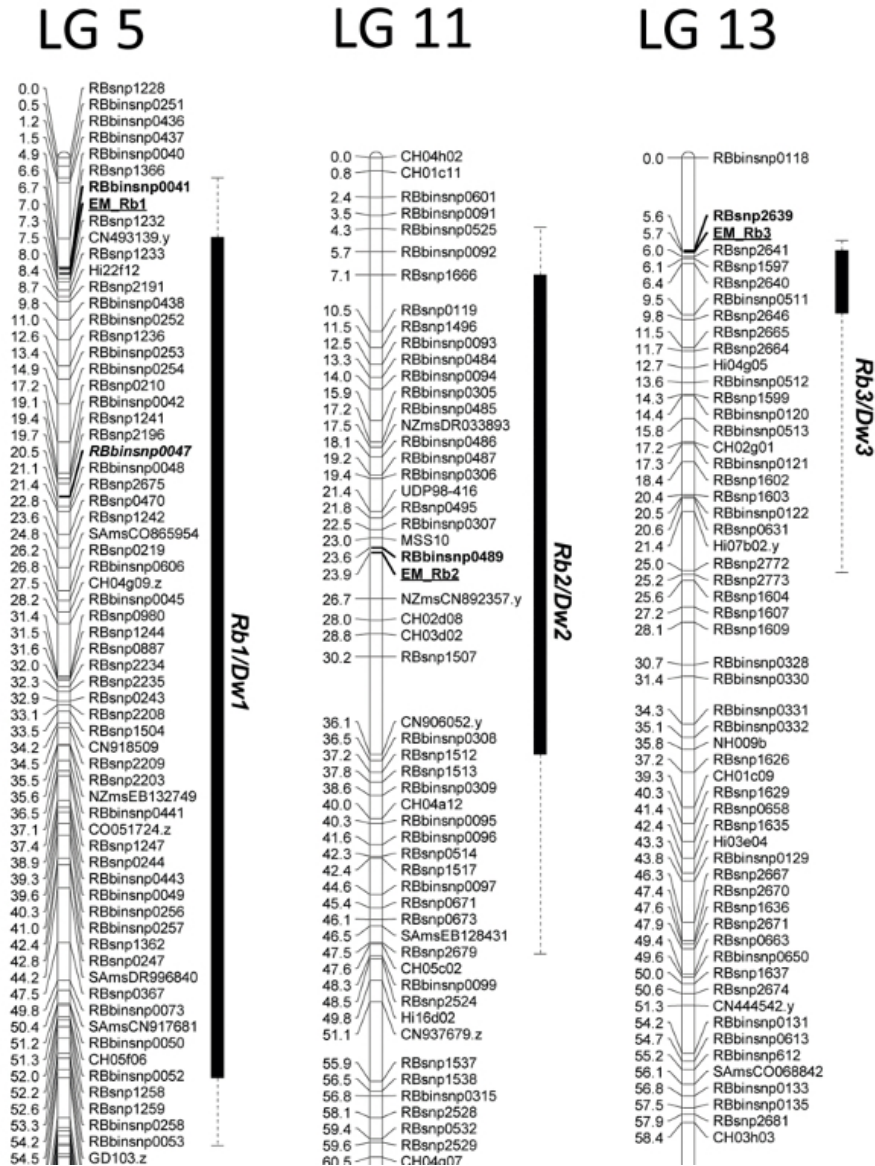 LG 5
0.0 RBsnp1228
0.5 RBbinsnp0251
1.2 RBbinsnp0436
1.5 RBbinsnp0437
4.9 RBbinsnp0040
6.6 RBsnp1366
6.7 RBbinsnp0041
7.0 EM_Rb1
7.3 RBsnp1232
7.5 CN493139.y
8.0 RBsnp1233
8.4 Hi22f12
8.7 RBsnp2191
9.8 RBbinsnp0438
11.0 RBbinsnp0252
12.6 RBsnp1236
13.4 RBbinsnp0253
14.9 RBbinsnp0254
17.2 RBsnp0210
19.1 RBbinsnp0042
19.4 RBsnp1241
19.7 RBsnp2196
20.5 RBbinsnp0047
21.1 RBbinsnp0048
21.4 RBsnp2675
22.8 RBsnp0470
23.6 RBsnp1242
24.8 SAmsCO865954
26.2 RBsnp0219
26.8 RBbinsnp0606
27.5 CH04g09.z
28.2 RBbinsnp0045
31.4 RBsnp0980
31.5 RBsnp1244
31.6 RBsnp0887
32.0 RBsnp2234
32.3 RBsnp2235
32.9 RBsnp0243
33.1 RBsnp2208
33.5 RBsnp1504
34.2 CN918509
34.5 RBsnp2209
35.5 RBsnp2203
35.6 NZmsEB132749
36.5 RBbinsnp0441
37.1 CO051724.z
37.4 RBsnp1247
38.9 RBsnp0244
39.3 RBbinsnp0443
39.6 RBbinsnp0049
40.3 RBbinsnp0256
41.0 RBbinsnp0257
42.4 RBsnp1362
42.8 RBsnp0247
44.2 SAmsDR996840
47.5 RBsnp0367
49.8 RBbinsnp0073
50.4 SAmsCN917681
51.2 RBbinsnp0050
51.3 CH05f06
52.0 RBbinsnp0052
52.2 RBsnp1258
52.6 RBsnp1259
53.3 RBbinsnp0258
54.2 RBbinsnp0053
54.5 GD103.z
Rb1/Dw1
LG 11
0.0 CH04h02
0.8 CH01c11
2.4 RBbinsnp0601
3.5 RBbinsnp0091
4.3 RBbinsnp0525
5.7 RBbinsnp0092
7.1 RBsnp1666
10.5 RBsnp0119
11.5 RBsnp1496
12.5 RBbinsnp0093
13.3 RBbinsnp0484
14.0 RBbinsnp0094
15.9 RBbinsnp0305
17.2 RBbinsnp0485
17.5 NZmsDR033893
18.1 RBbinsnp0486
19.2 RBbinsnp0487
19.4 RBbinsnp0306
21.4 UDP98-416
21.8 RBsnp0495
22.5 RBbinsnp0307
23.0 MSS10
23.6 RBbinsnp0489
23.9 EM_Rb2
26.7 NZmsCN892357.y
28.0 CH02d08
28.8 CH03d02
30.2 RBsnp1507
36.1 CN906052.y
36.5 RBbinsnp0308
37.2 RBsnp1512
37.8 RBsnp1513
38.6 RBbinsnp0309
40.0 CH04a12
40.3 RBbinsnp0095
41.6 RBbinsnp0096
42.3 RBsnp0514
42.4 RBsnp1517
44.6 RBbinsnp0097
45.4 RBsnp0671
46.1 RBsnp0673
46.5 SAmsEB128431
47.5 RBsnp2679
47.6 CH05c02
48.3 RBbinsnp0099
48.5 RBsnp2524
49.8 Hi16d02
51.1 CN937679.z
55.9 RBsnp1537
56.5 RBsnp1538
56.8 RBbinsnp0315
58.1 RBsnp2528
59.4 RBsnp0532
59.6 RBsnp2529
60.5 CH04g07
Rb2/Dw2
LG 13
0.0 RBbinsnp0118
5.6 RBsnp2639
5.7 EM_Rb3
6.0 RBsnp2641
6.1 RBsnp1597
6.4 RBsnp2640
9.5 RBbinsnp0511
9.8 RBsnp2646
11.5 RBsnp2665
11.7 RBsnp2664
12.7 Hi04g05
13.6 RBbinsnp0512
14.3 RBsnp1599
14.4 RBbinsnp0120
15.8 RBbinsnp0513
17.2 CH02g01
17.3 RBbinsnp0121
18.4 RBsnp1602
20.4 RBsnp1603
20.5 RBbinsnp0122
20.6 RBsnp0631
21.4 Hi07b02.y
25.0 RBsnp2772
25.2 RBsnp2773
25.6 RBsnp1604
27.2 RBsnp1607
28.1 RBsnp1609
30.7 RBbinsnp0328
31.4 RBbinsnp0330
34.3 RBbinsnp0331
35.1 RBbinsnp0332
35.8 NH009b
37.2 RBsnp1626
39.3 CH01c09
40.3 RBsnp1629
41.4 RBsnp0658
42.4 RBsnp1635
43.3 Hi03e04
43.8 RBbinsnp0129
46.3 RBsnp2667
47.4 RBsnp2670
47.6 RBsnp1636
47.9 RBsnp2671
49.4 RBsnp0663
49.6 RBbinsnp0650
50.0 RBsnp1637
50.6 RBsnp2674
51.3 CN444542.y
54.2 RBbinsnp0131
54.7 RBbinsnp0613
55.2 RBbinsnp612
56.1 SAmsCO068842
56.8 RBbinsnp0133
57.5 RBbinsnp0135
57.9 RBsnp2681
58.4 CH03h03
Rb3/Dw3